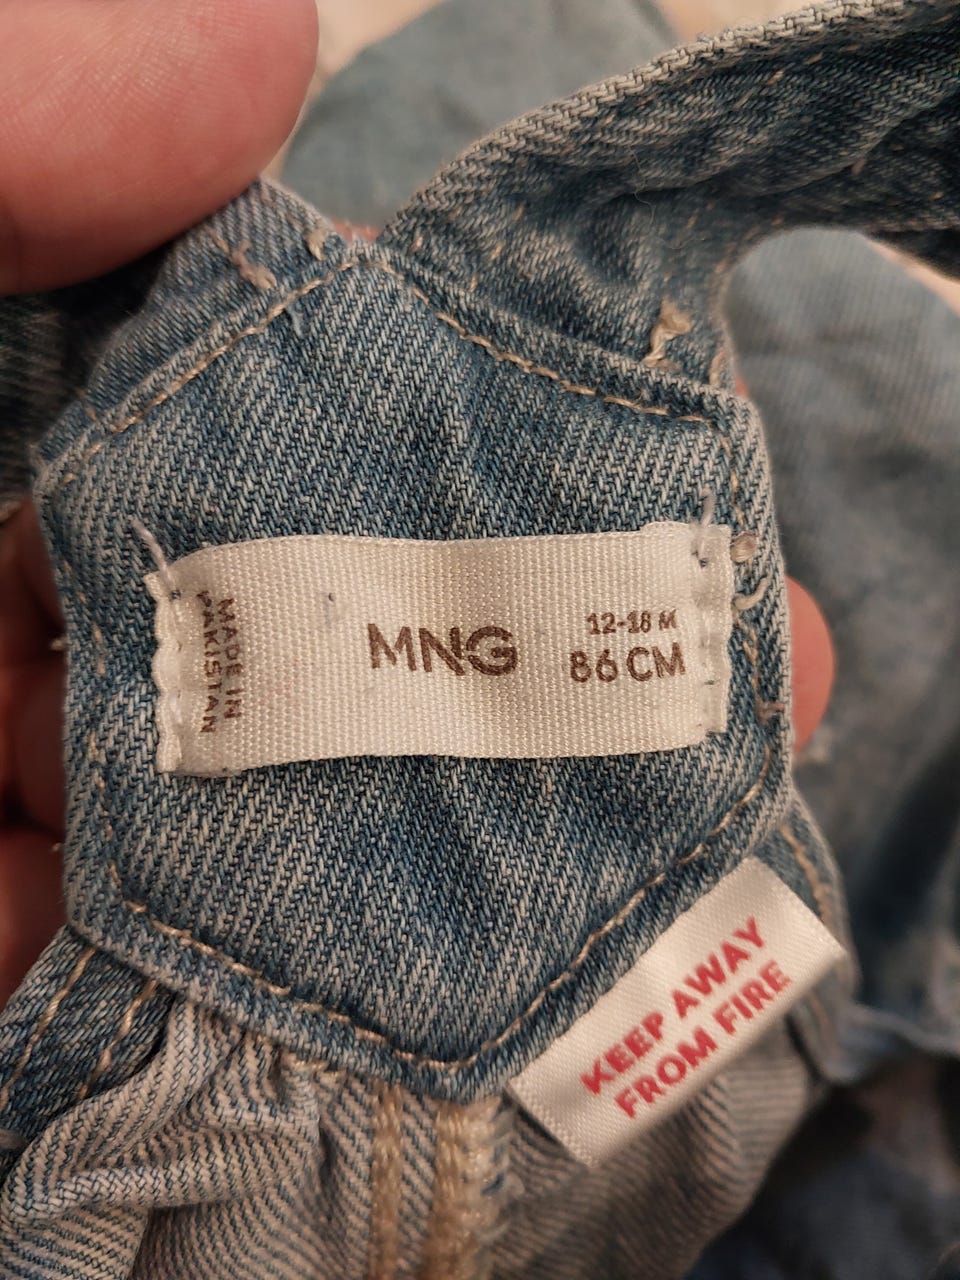 MADE IN
PAKISTAN
MNG
12-18 M
86 CM
KEEP AWAY
FROM FIRE